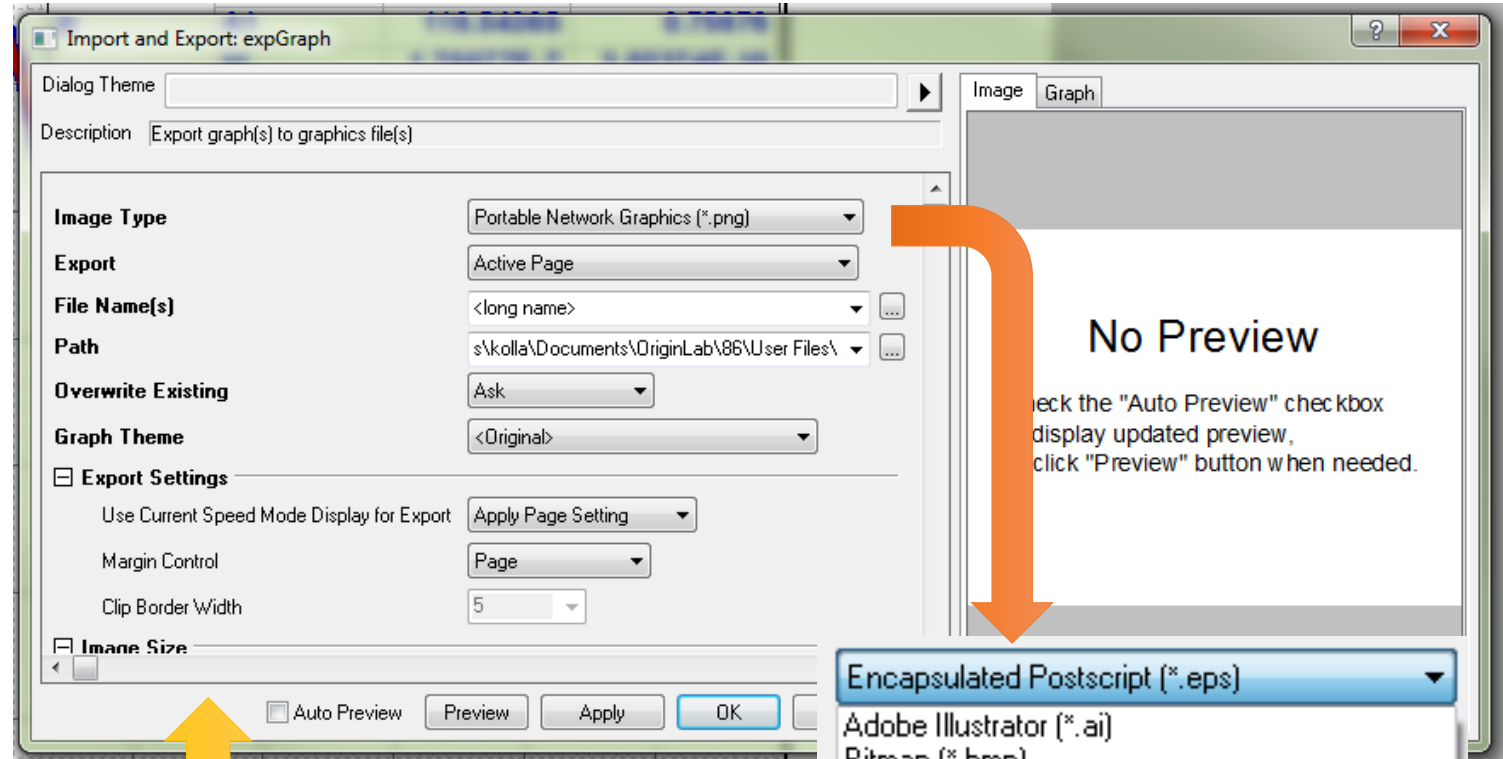 Import and Export: expGraph
Dialog Theme
Description Export graph(s) to graphics file(s)
Image Graph
Image Type Portable Network Graphics (*.png)
Export Active Page
File Name(s) <long name> ...
Path s\kolla\Documents\OriginLab\86\User Files\ ...
Overwrite Existing Ask
Graph Theme <Original>
Export Settings
Use Current Speed Mode Display for Export Apply Page Setting
Margin Control Page
Clip Border Width 5
Image Size
No Preview
eck the "Auto Preview" checkbox
display updated preview,
click "Preview" button when needed.
Auto Preview Preview Apply OK
Encapsulated Postscript (*.eps)
Adobe Illustrator (*.ai)
Bitmap (*.bmp)